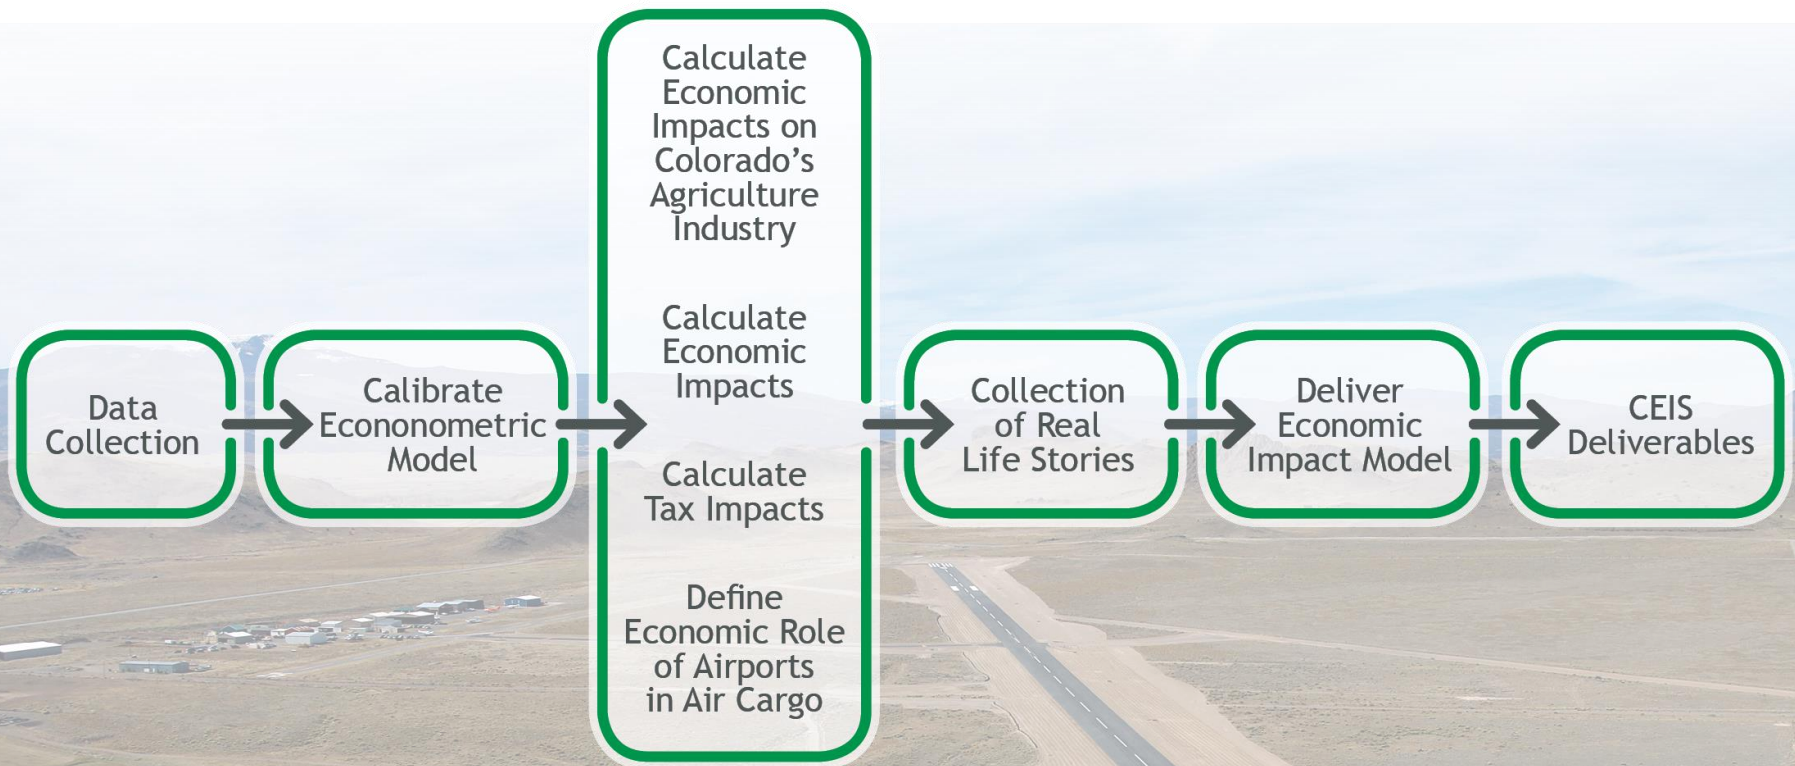 Data
Collection
Calibrate
Econonometric
Model
Calculate
Economic
Impacts on
Colorado’s
Agriculture
Industry
Calculate
Economic
Impacts
Calculate
Tax Impacts
Define
Economic Role
of Airports
in Air Cargo
Collection
of Real
Life Stories
Deliver
Economic
Impact Model
CEIS
Deliverables